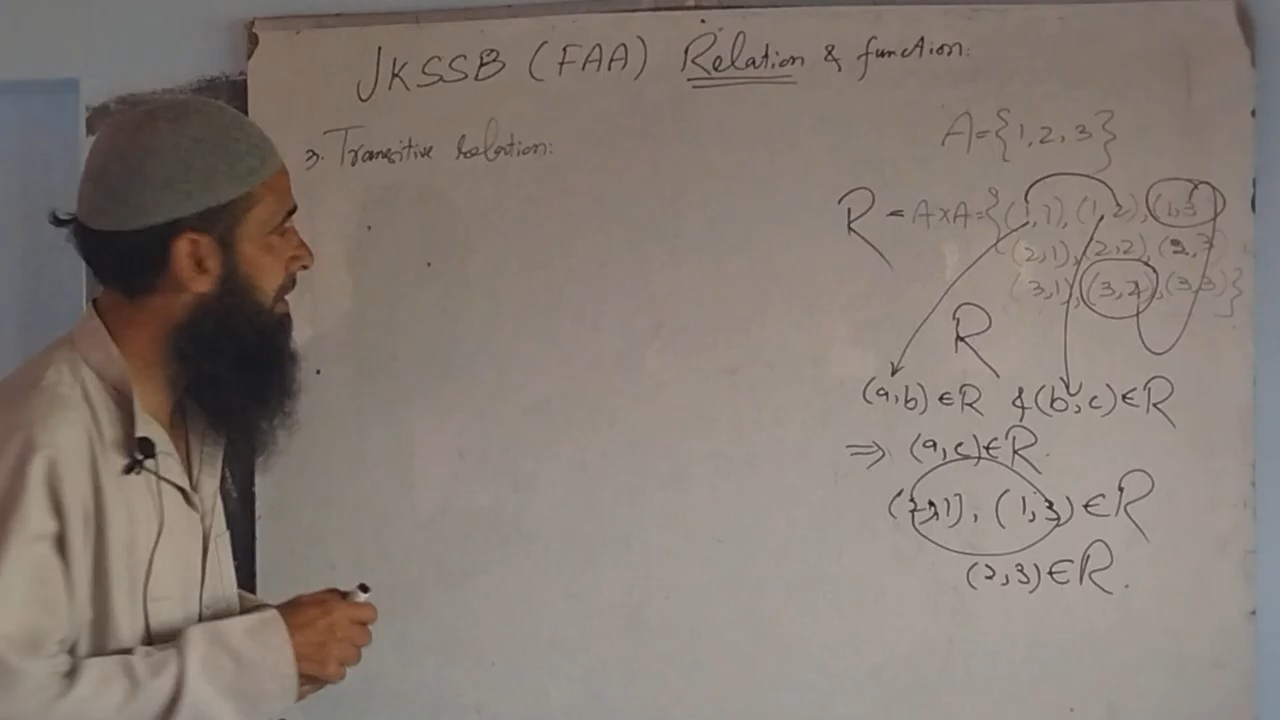 JKSSB (FAA) Relation & function:
3. Transitive relation:
A={1,2,3}
R = A×A={(1,1),(1,2),(1,3
(2,1),(2,2),(2,3
(3,1),(3,2),(3,3)}
R
(a,b)∈R &(b,c)∈R
⇒ (a,c)∈R.
(2,1), (1,3)∈R
(2,3)∈R.